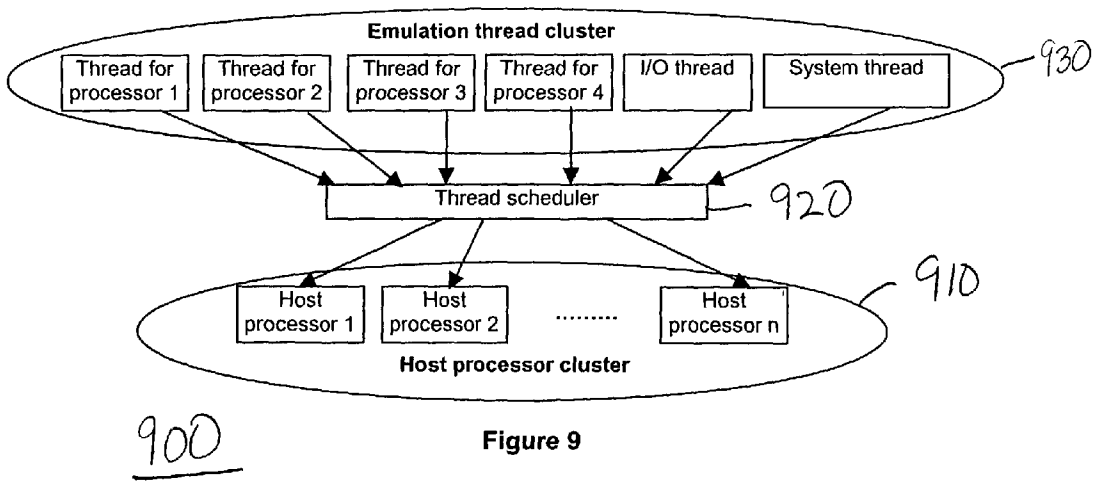 Emulation thread cluster
930
Thread for
processor 1
Thread for
processor 2
Thread for
processor 3
Thread for
processor 4
I/O thread
System thread
Thread scheduler
920
910
Host
processor 1
Host
processor 2
.........
Host
processor n
Host processor cluster
900
Figure 9